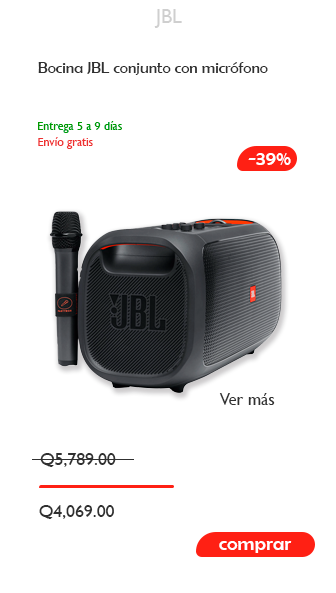 JBL
Bocina JBL conjunto con micrófono
Entrega 5 a 9 días
Envío gratis
-39%
JBL
Ver más
Q5,789.00
Q4,069.00
comprar